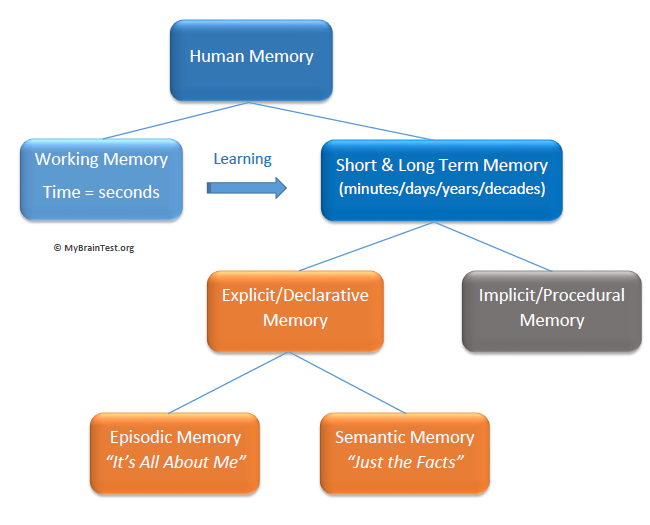 Human Memory
Working Memory
Time = seconds
Learning
Short & Long Term Memory
(minutes/days/years/decades)
© MyBrainTest.org
Explicit/Declarative
Memory
Implicit/Procedural
Memory
Episodic Memory
“It’s All About Me”
Semantic Memory
“Just the Facts”